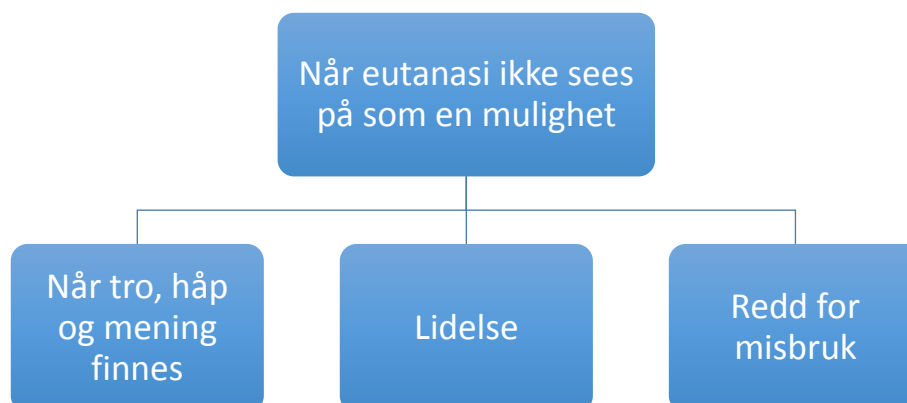 Når eutanasi ikke sees
på som en mulighet
Når tro, håp
og mening
finnes
Lidelse
Redd for
misbruk